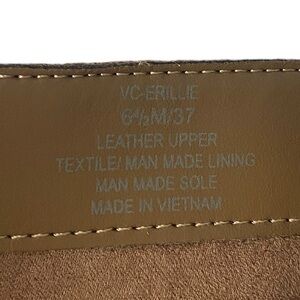 VC-ERILLIE
6½M/37
LEATHER UPPER
TEXTILE/ MAN MADE LINING
MAN MADE SOLE
MADE IN VIETNAM